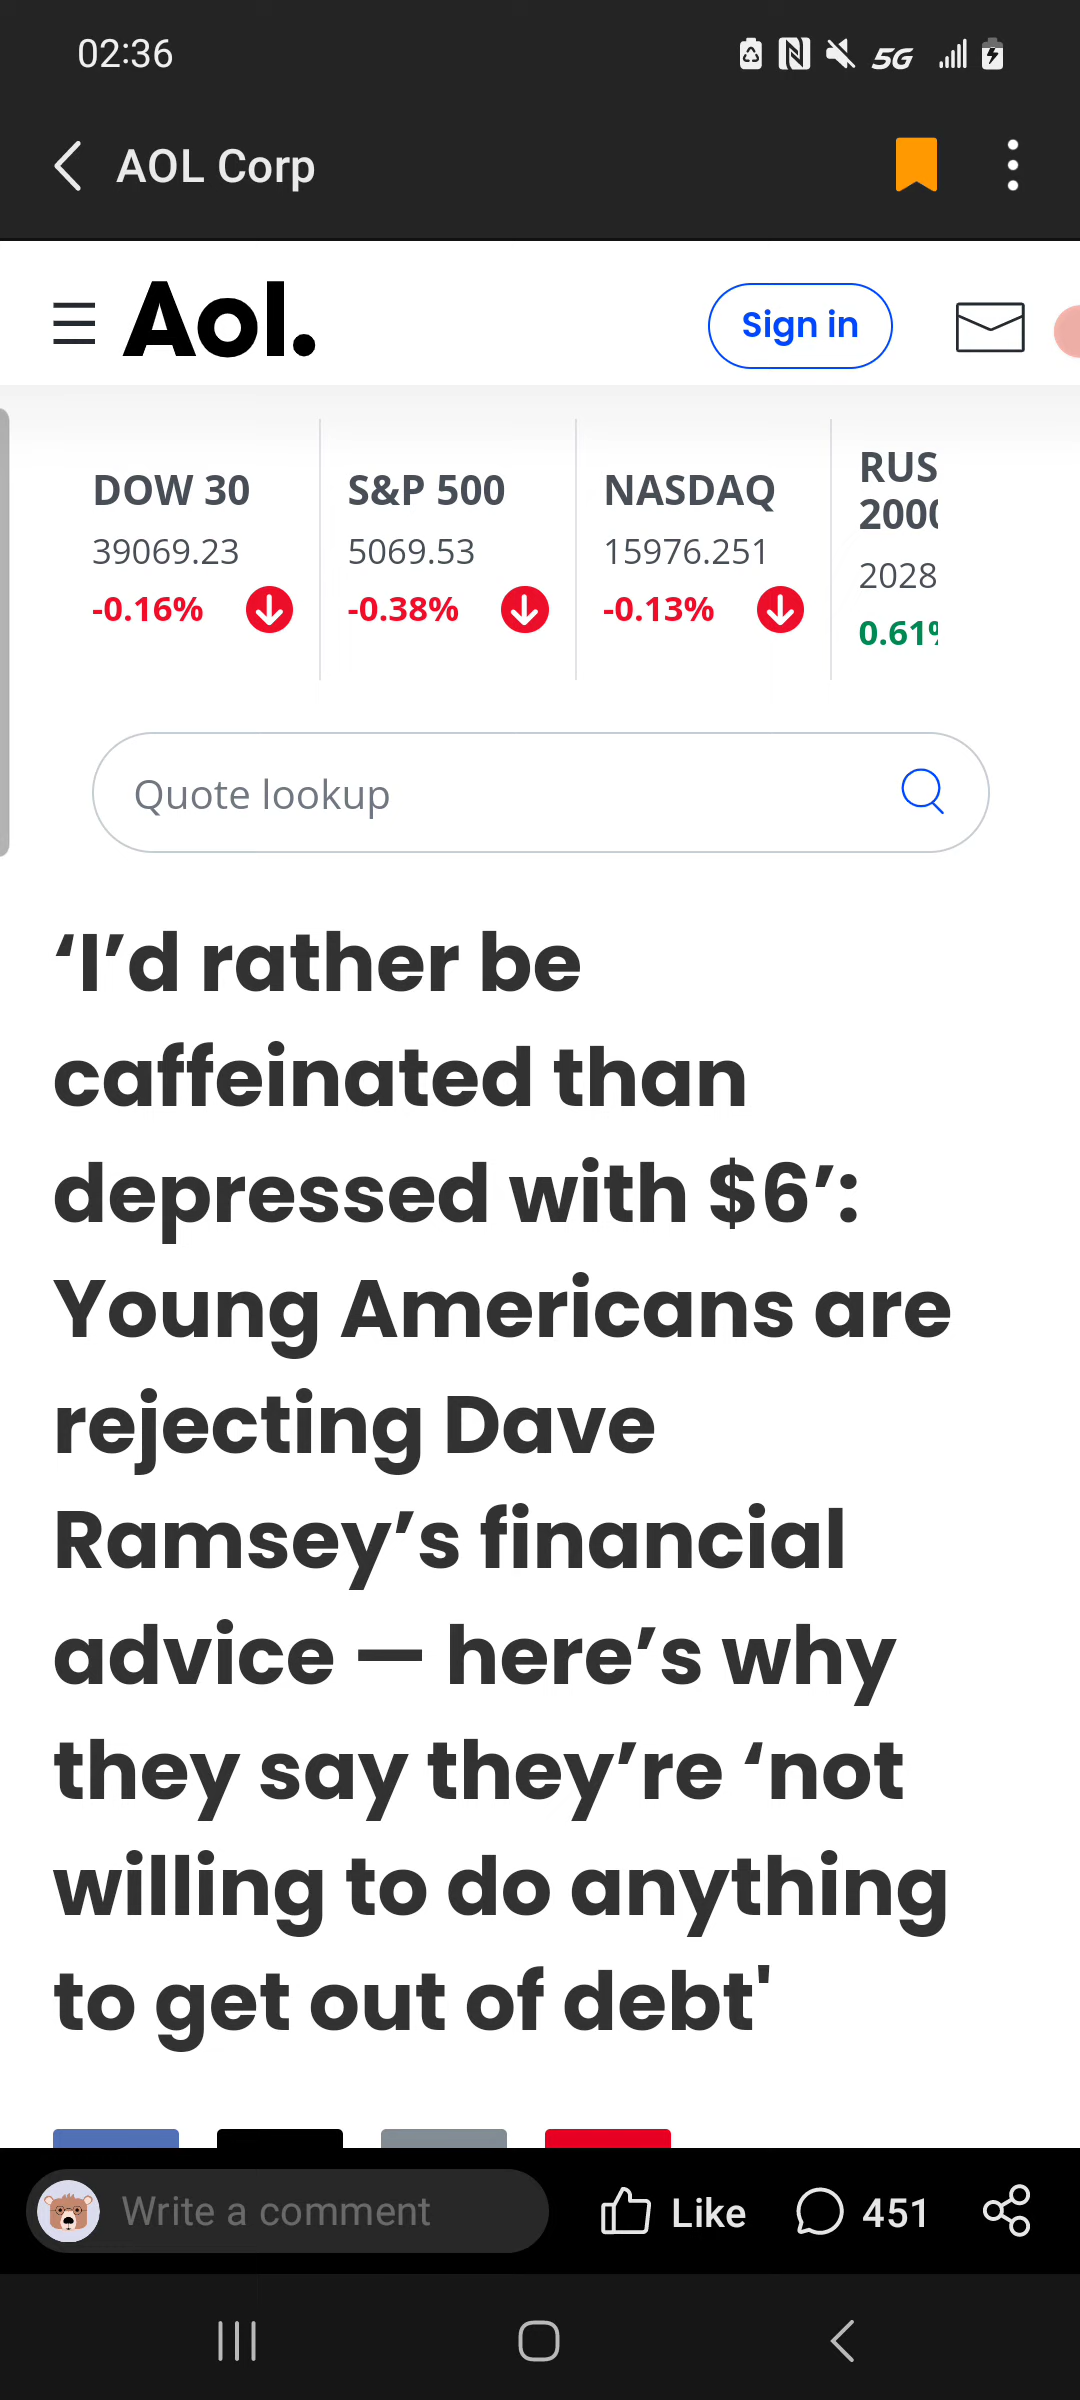 02:36
5G
AOL Corp
Aol.
Sign in
DOW 30
39069.23
-0.16%
S&P 500
5069.53
-0.38%
NASDAQ
15976.251
-0.13%
RUS
200
2028
0.61
Quote lookup
‘I’d rather be
caffeinated than
depressed with $6’:
Young Americans are
rejecting Dave
Ramsey’s financial
advice — here’s why
they say they’re ‘not
willing to do anything
to get out of debt'
Write a comment
Like
451